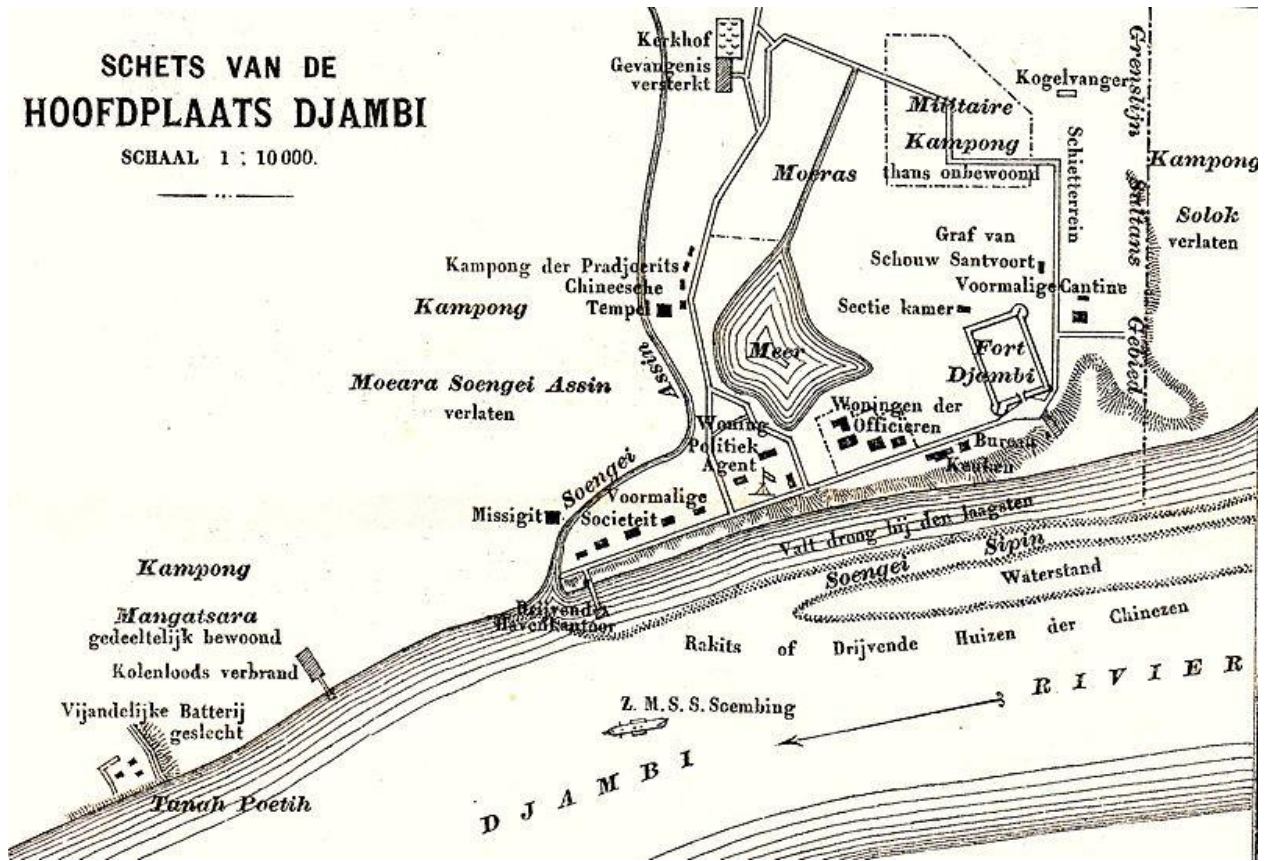 SCHETS VAN DE
HOOFDPLAATS DJAMBI
SCHAAL 1 : 10000.
Kerkhof
Gevangenis
versterkt
Militaire
Kampong
thans onbewoond
Kogelvanger
Schietterrein
Grenslijn Sultans Gebied
Kampong
Solok
verlaten
Moeras
Graf van
Schouw Santvoort
Voormalige Cantine
Sectie kamer
Fort
Djambi
Kampong der Pradjoerits
Chineesche
Tempel
Kampong
Moeara Soengei Assin
verlaten
Meer
Soengei Assin
Woning
Politiek
Agent
Woningen der
Officieren
Bureau
Keuken
Missigit
Voormalige
Societeit
Valt droog bij den laagsten
Waterstand
Soengei Sipin
Drijvende
Havenkantoor
Rakits of Drijvende Huizen der Chinezen
Kampong
Mangatsara
gedeeltelijk bewoond
Kolenloods verbrand
Vijandelijke Batterij
geslecht
Tanah Poetih
Z. M. S. S. Soembing
DJAMBI RIVIER